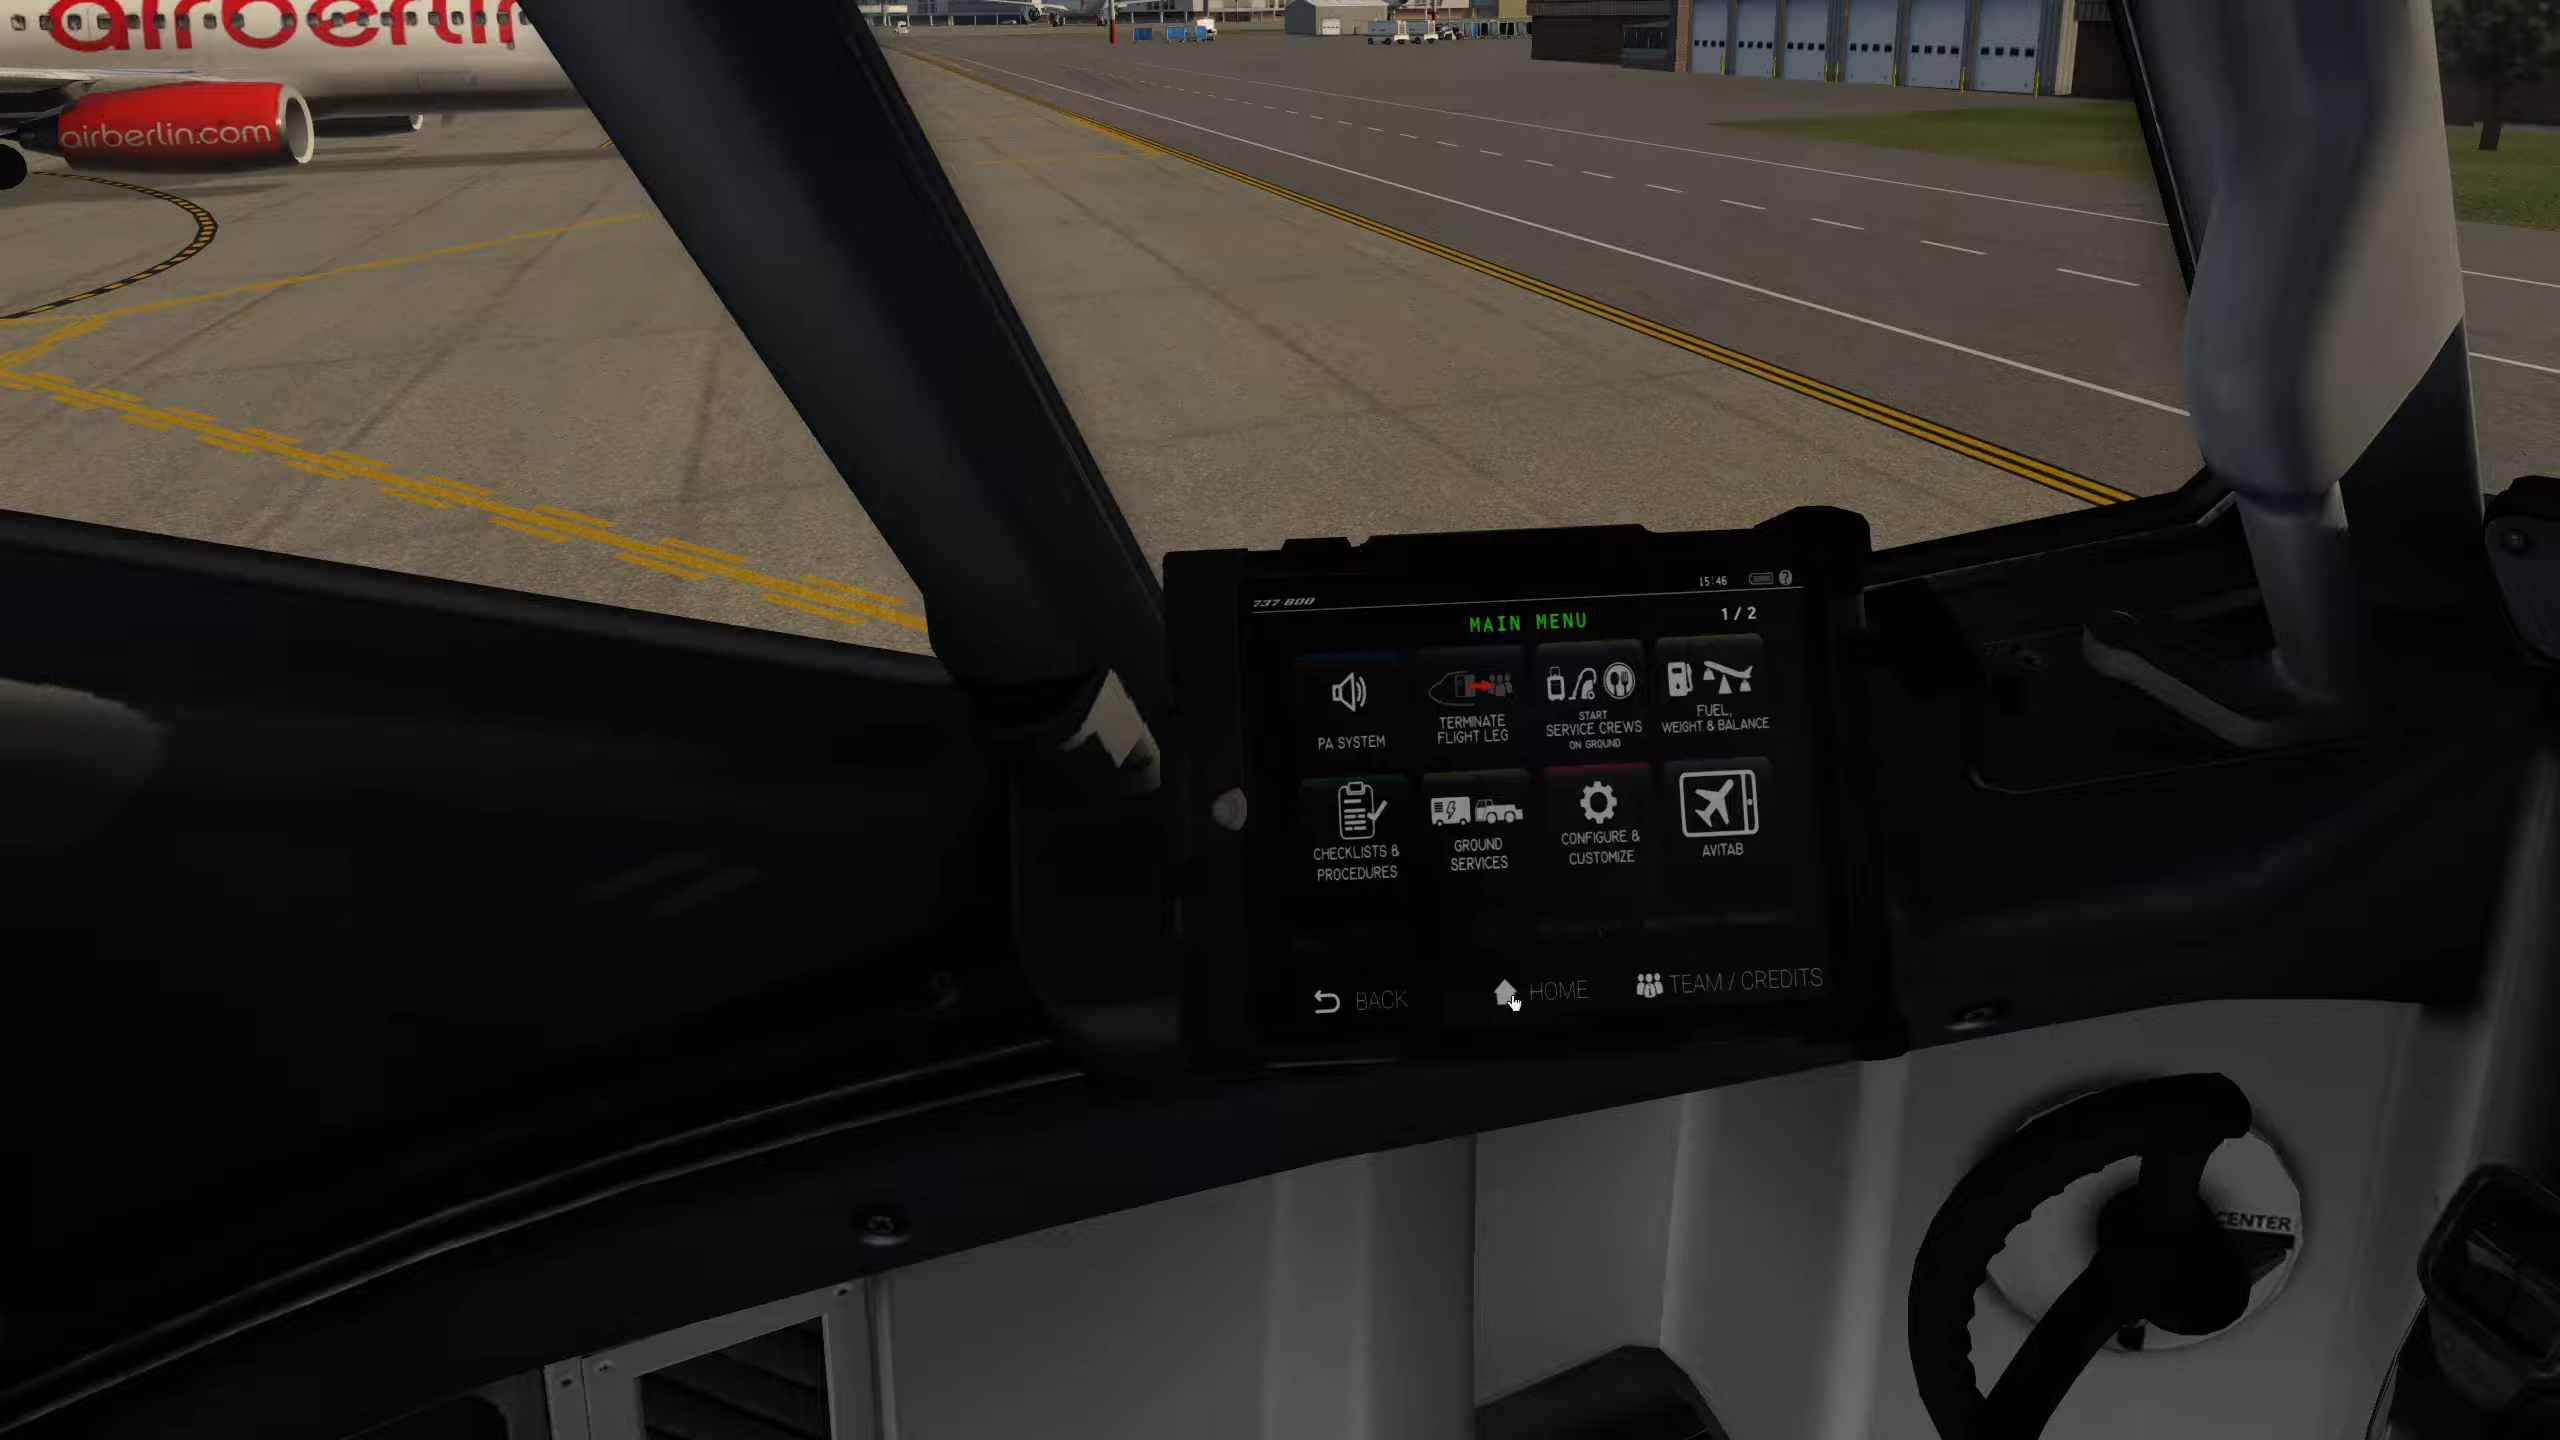 airberlin
airberlin.com
737-800
15:46
?
MAIN MENU
1 / 2
PA SYSTEM
TERMINATE
FLIGHT LEG
START
SERVICE CREWS
ON GROUND
FUEL,
WEIGHT & BALANCE
CHECKLISTS &
PROCEDURES
GROUND
SERVICES
CONFIGURE &
CUSTOMIZE
AVITAB
BACK
HOME
TEAM / CREDITS
CENTER